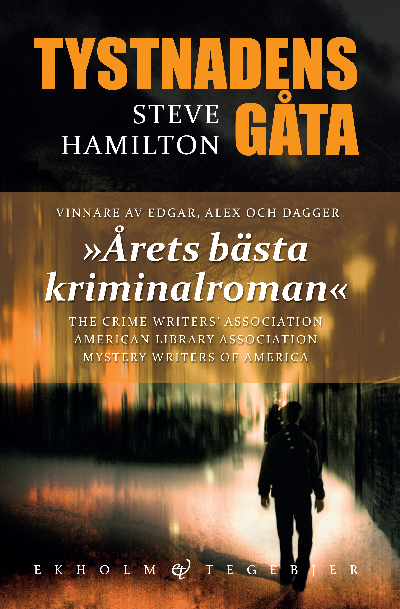 TYSTNADENS
STEVE
HAMILTON
GÅTA
VINNARE AV EDGAR, ALEX OCH DAGGER
»Årets bästa
kriminalroman«
THE CRIME WRITERS' ASSOCIATION
AMERICAN LIBRARY ASSOCIATION
MYSTERY WRITERS OF AMERICA
EKHOLM & TEGEBJER